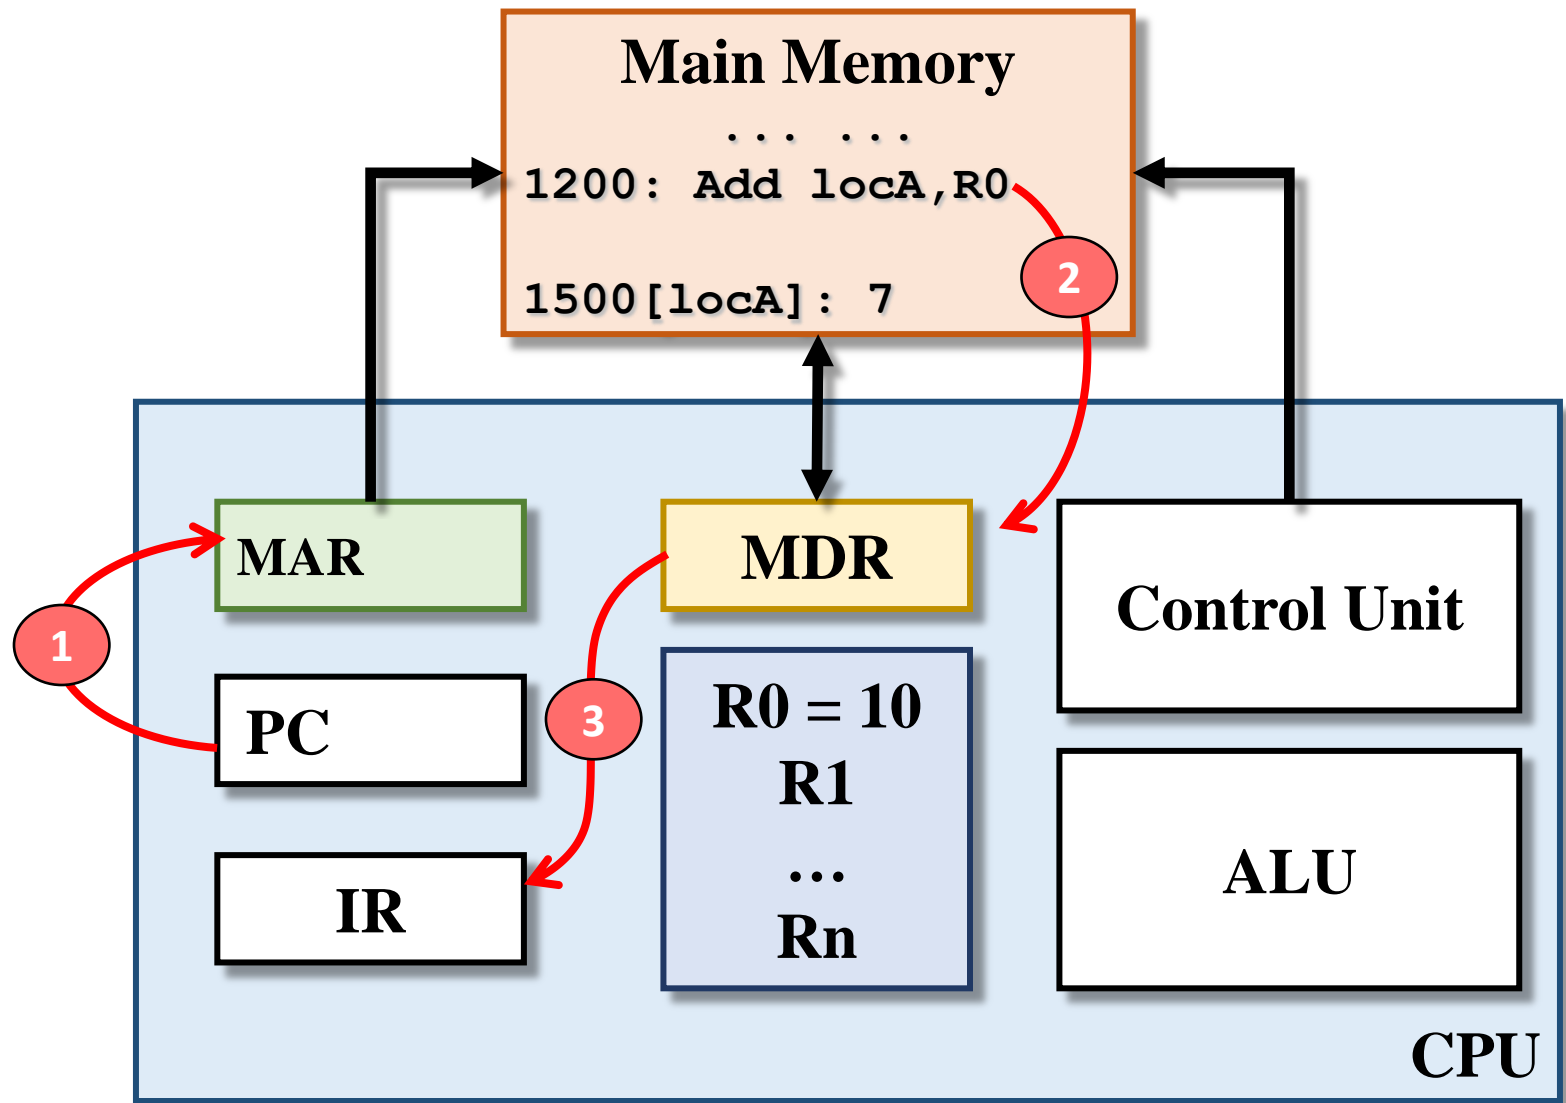 Main Memory
... ...
1200: Add locA,R0
2
1500[locA]: 7
MAR
MDR
Control Unit
1
PC
3
R0 = 10
R1
…
Rn
IR
ALU
CPU